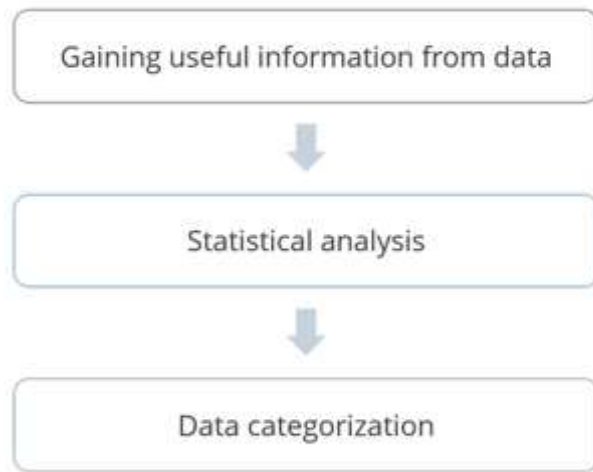 Gaining useful information from data
Statistical analysis
Data categorization